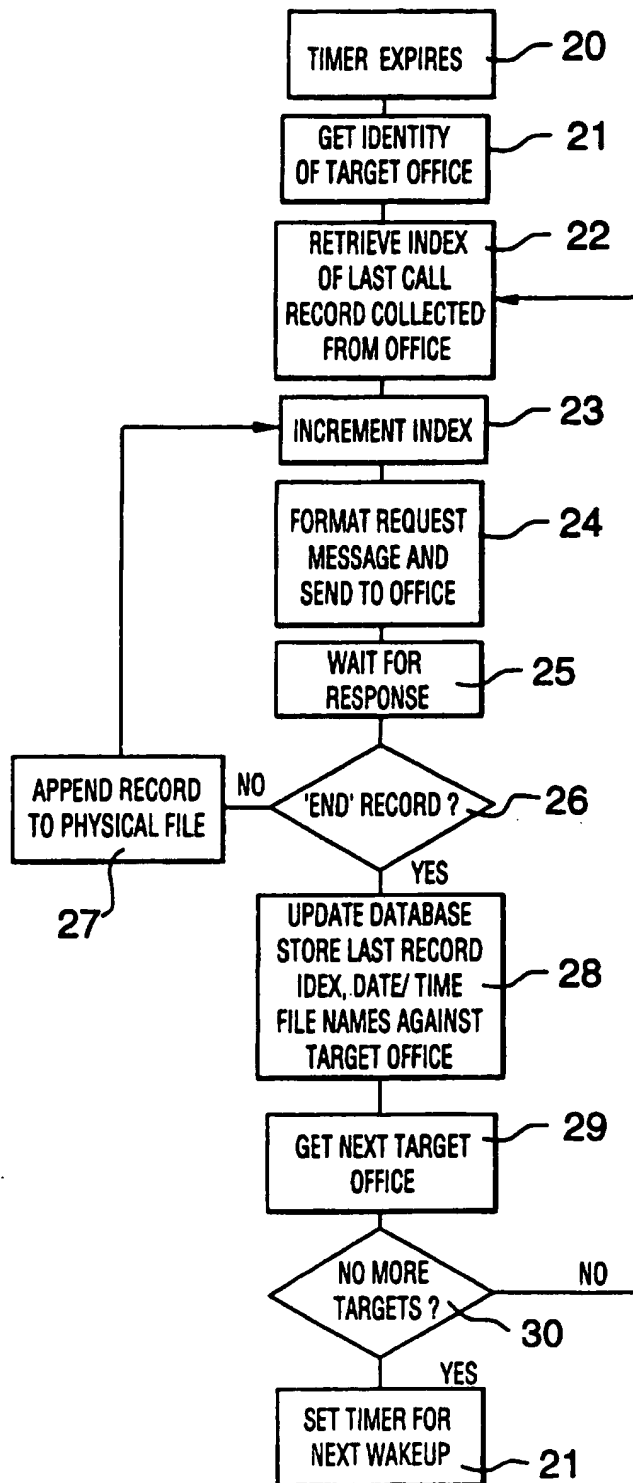 TIMER EXPIRES
20
GET IDENTITY
OF TARGET OFFICE
21
RETRIEVE INDEX
OF LAST CALL
RECORD COLLECTED
FROM OFFICE
22
INCREMENT INDEX
23
FORMAT REQUEST
MESSAGE AND
SEND TO OFFICE
24
WAIT FOR
RESPONSE
25
'END' RECORD ?
26
NO
APPEND RECORD
TO PHYSICAL FILE
27
YES
UPDATE DATABASE
STORE LAST RECORD
IDEX, DATE/ TIME
FILE NAMES AGAINST
TARGET OFFICE
28
GET NEXT TARGET
OFFICE
29
NO MORE
TARGETS ?
30
NO
YES
SET TIMER FOR
NEXT WAKEUP
21